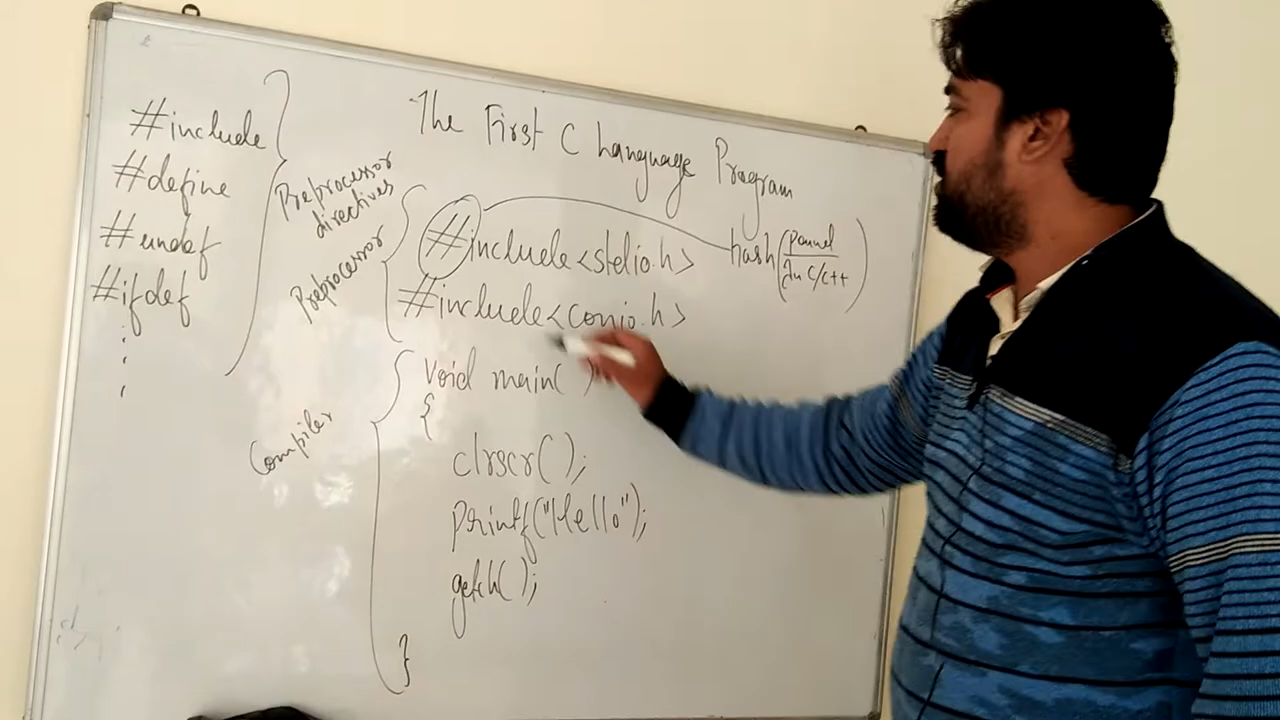 The First C Language Program
#include
#define
#undef
#ifdef
Preprocessor
directives
Preprocessor
#include<stdio.h>
#include<conio.h>
hash (Pound
In C/C++)
Compiler
void main( )
{
clrscr( );
printf("Hello");
getch( );
}